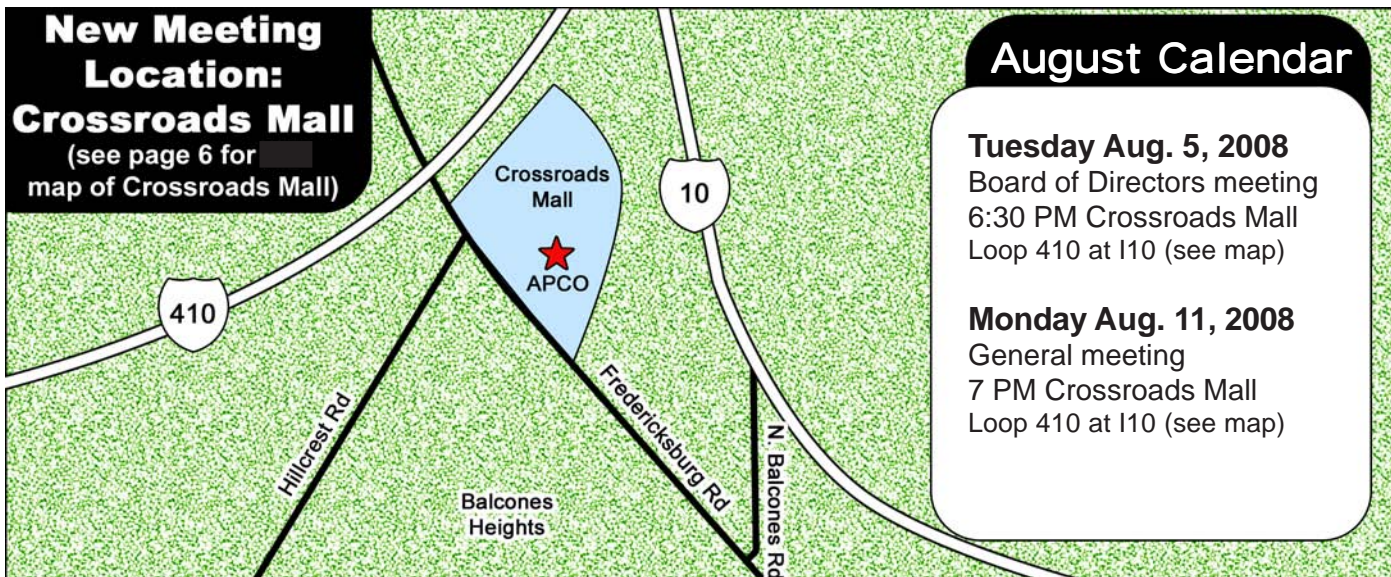 New Meeting
Location:
Crossroads Mall
(see page 6 for
map of Crossroads Mall)
Crossroads
Mall
APCO
10
410
Hillcrest Rd
Fredericksburg Rd
N. Balcones Rd
Balcones
Heights
August Calendar
Tuesday Aug. 5, 2008
Board of Directors meeting
6:30 PM Crossroads Mall
Loop 410 at I10 (see map)
Monday Aug. 11, 2008
General meeting
7 PM Crossroads Mall
Loop 410 at I10 (see map)